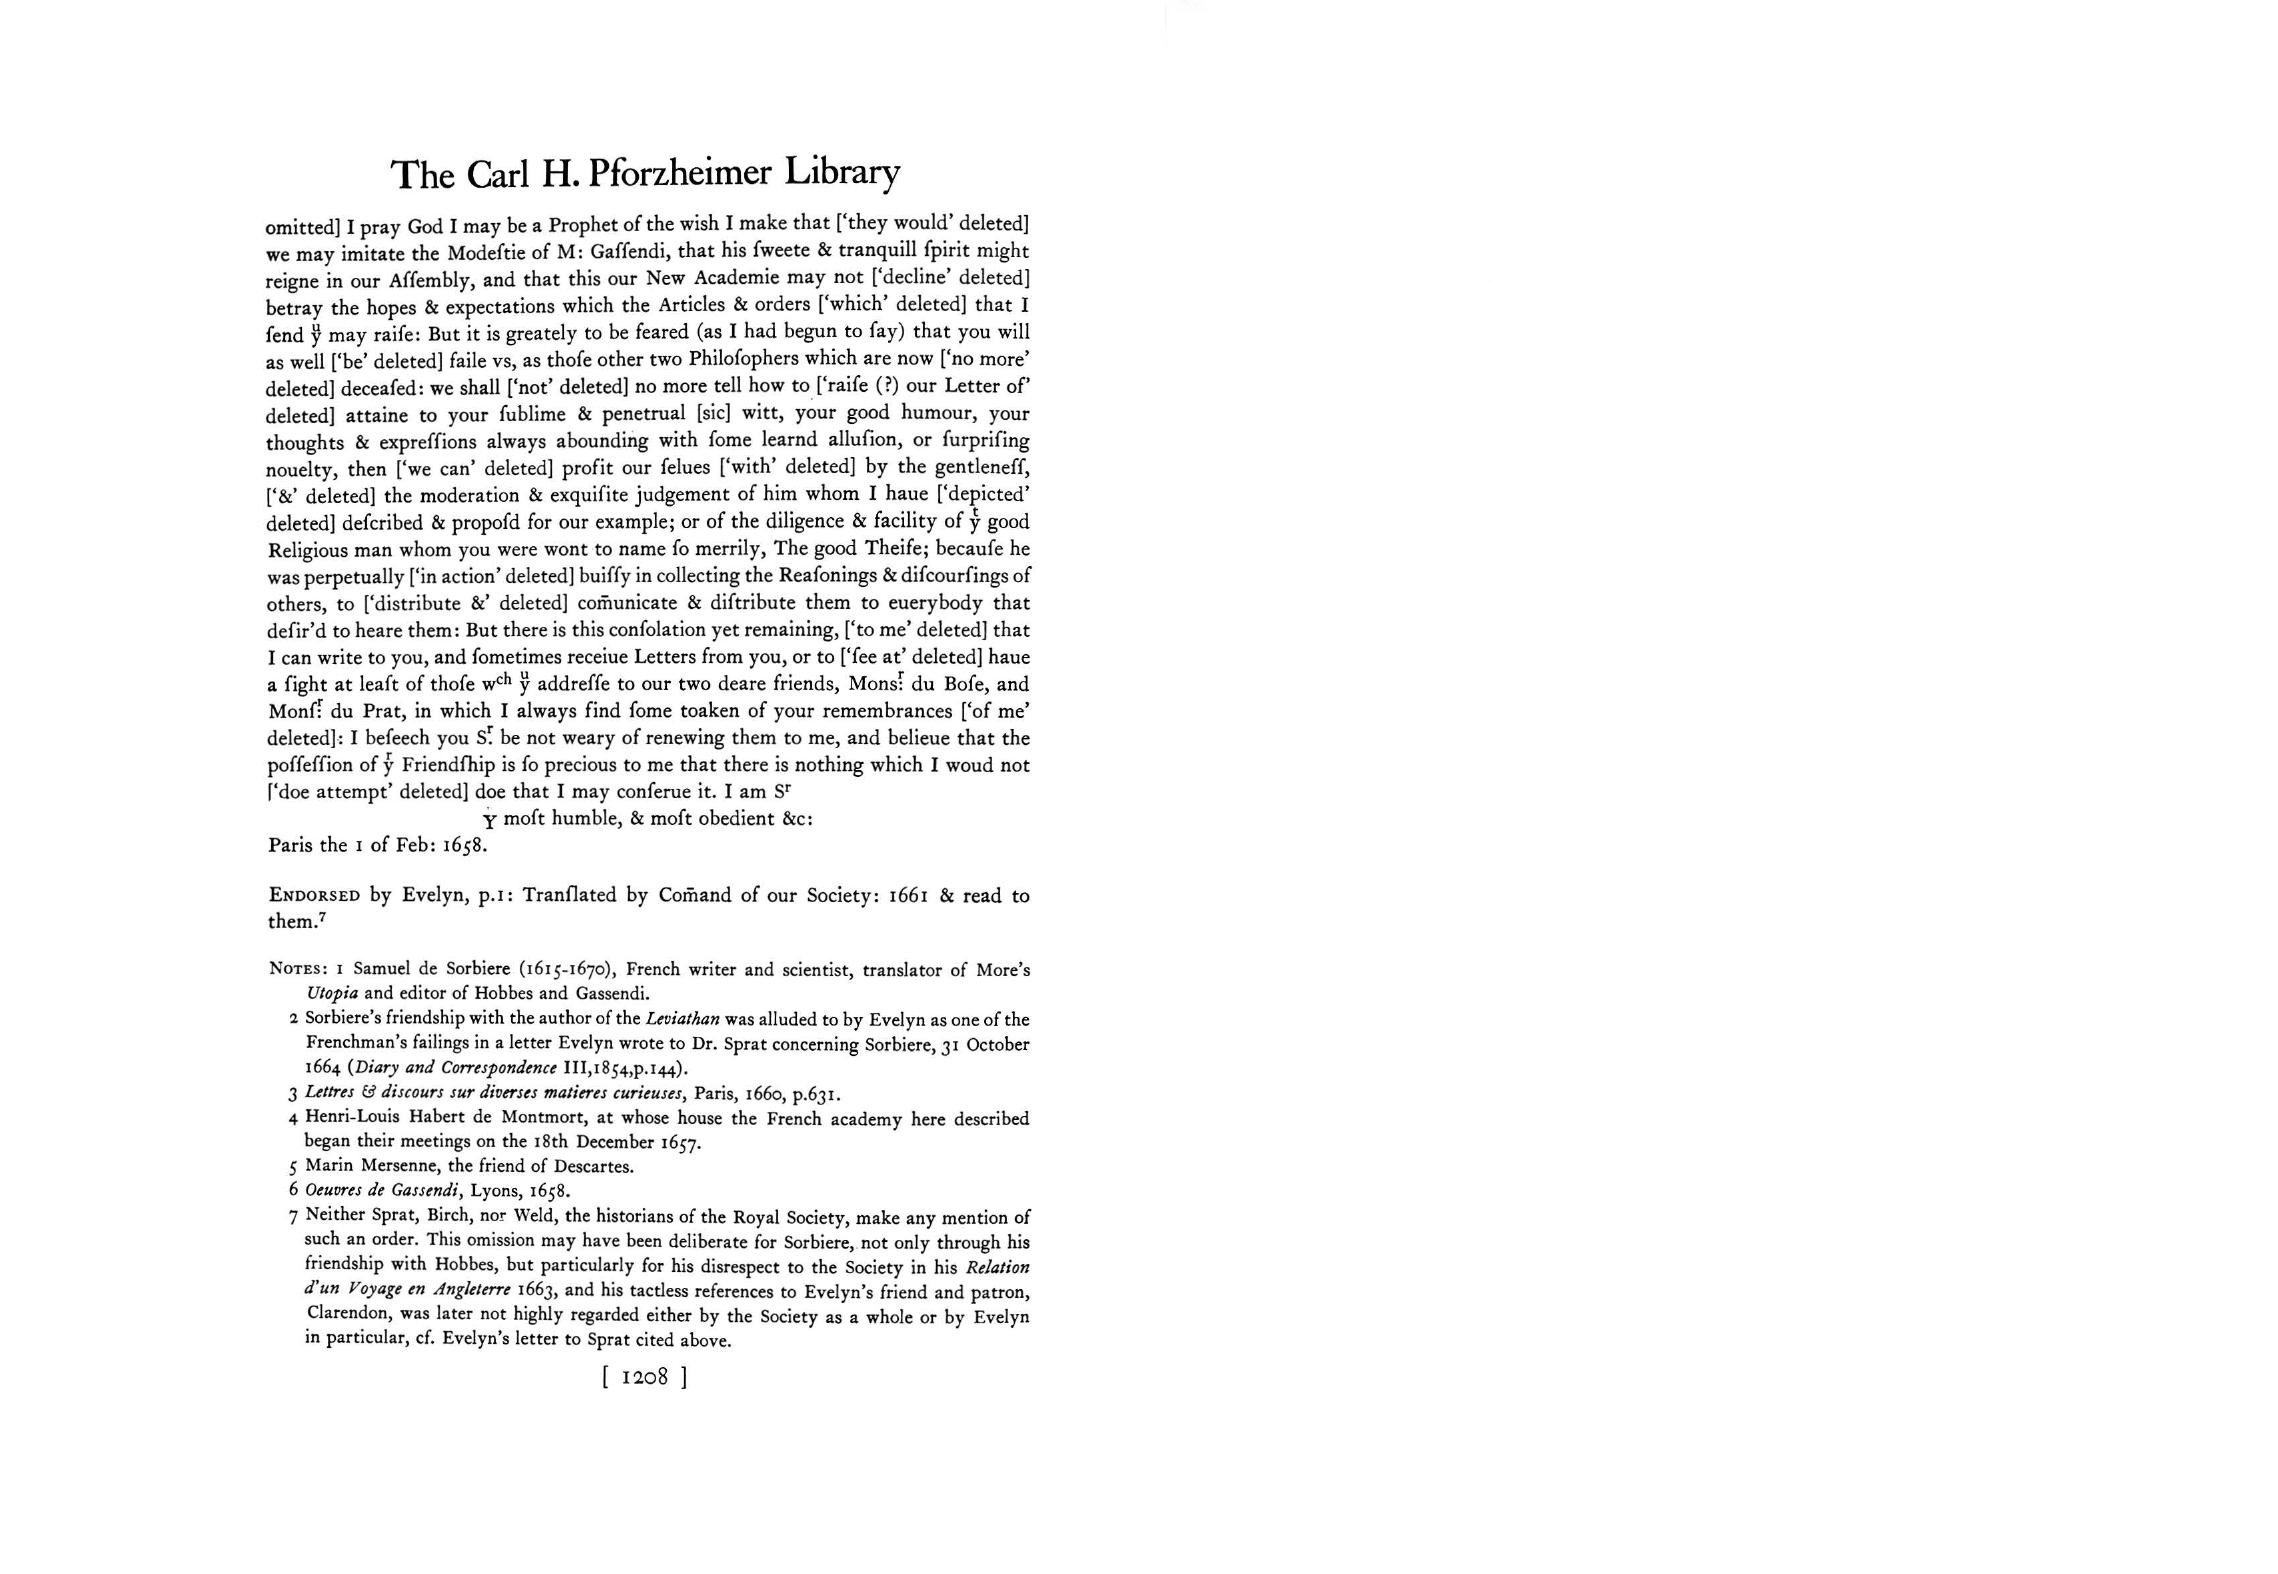 The Carl H. Pforzheimer Library
omitted] I pray God I may be a Prophet of the wish I make that [‘they would’ deleted]
we may imitate the Modeſtie of M: Gaſſendi, that his ſweete & tranquill ſpirit might
reigne in our Aſſembly, and that this our New Academie may not [‘decline’ deleted]
betray the hopes & expectations which the Articles & orders [‘which’ deleted] that I
ſend yͧ may raiſe: But it is greately to be feared (as I had begun to ſay) that you will
as well [‘be’ deleted] faile vs, as thoſe other two Philoſophers which are now [‘no more’
deleted] deceaſed: we shall [‘not’ deleted] no more tell how to [‘raiſe (?) our Letter of’
deleted] attaine to your ſublime & penetrual [sic] witt, your good humour, your
thoughts & expreſſions always abounding with ſome learnd alluſion, or ſurpriſing
nouelty, then [‘we can’ deleted] profit our ſelues [‘with’ deleted] by the gentleneſſ,
[‘&’ deleted] the moderation & exquiſite judgement of him whom I haue [‘depicted’
deleted] deſcribed & propoſd for our example; or of the diligence & facility of yͭ good
Religious man whom you were wont to name ſo merrily, The good Theife; becauſe he
was perpetually [‘in action’ deleted] buiſſy in collecting the Reaſonings & diſcourſings of
others, to [‘distribute &’ deleted] com̄unicate & diſtribute them to euerybody that
deſir’d to heare them: But there is this conſolation yet remaining, [‘to me’ deleted] that
I can write to you, and ſometimes receiue Letters from you, or to [‘ſee at’ deleted] haue
a ſight at leaſt of thoſe wᶜʰ yͧ addreſſe to our two deare friends, Monsʳ. du Boſe, and
Monſʳ. du Prat, in which I always find ſome toaken of your remembrances [‘of me’
deleted]: I beſeech you Sʳ. be not weary of renewing them to me, and belieue that the
poſſeſſion of yͬ Friendſhip is ſo precious to me that there is nothing which I woud not
[‘doe attempt’ deleted] doe that I may conſerue it. I am Sʳ
Y moſt humble, & moſt obedient &c:
Paris the 1 of Feb: 1658.
ENDORSED by Evelyn, p.1: Tranſlated by Com̄and of our Society: 1661 & read to
them.⁷
NOTES: 1 Samuel de Sorbiere (1615-1670), French writer and scientist, translator of More’s
Utopia and editor of Hobbes and Gassendi.
2 Sorbiere’s friendship with the author of the Leviathan was alluded to by Evelyn as one of the
Frenchman’s failings in a letter Evelyn wrote to Dr. Sprat concerning Sorbiere, 31 October
1664 (Diary and Correspondence III,1854,p.144).
3 Lettres & discours sur diverses matieres curieuses, Paris, 1660, p.631.
4 Henri-Louis Habert de Montmort, at whose house the French academy here described
began their meetings on the 18th December 1657.
5 Marin Mersenne, the friend of Descartes.
6 Oeuvres de Gassendi, Lyons, 1658.
7 Neither Sprat, Birch, nor Weld, the historians of the Royal Society, make any mention of
such an order. This omission may have been deliberate for Sorbiere, not only through his
friendship with Hobbes, but particularly for his disrespect to the Society in his Relation
d’un Voyage en Angleterre 1663, and his tactless references to Evelyn’s friend and patron,
Clarendon, was later not highly regarded either by the Society as a whole or by Evelyn
in particular, cf. Evelyn’s letter to Sprat cited above.
[ 1208 ]